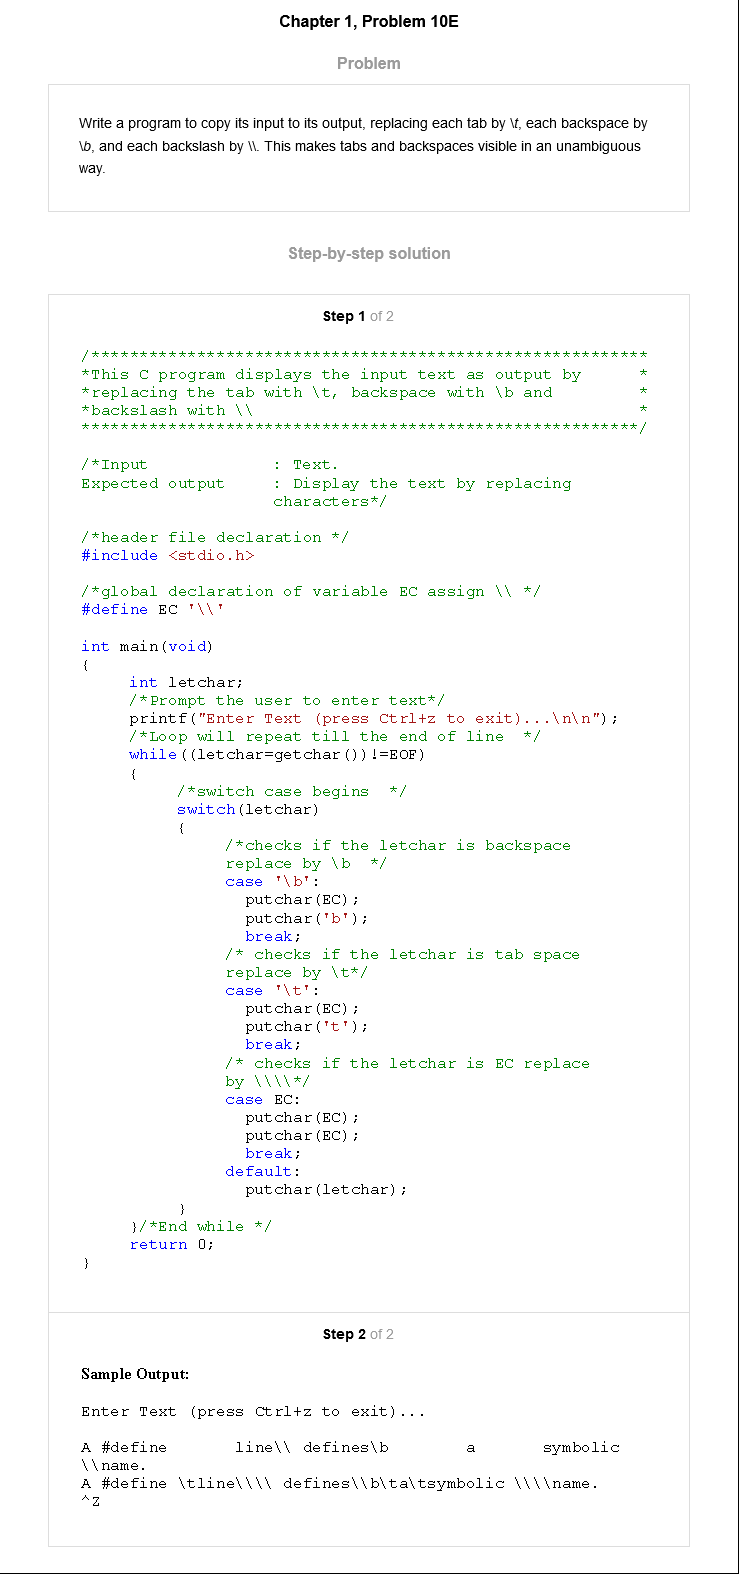 Chapter 1, Problem 10E
Problem
Write a program to copy its input to its output, replacing each tab by \t, each backspace by
\b, and each backslash by \\. This makes tabs and backspaces visible in an unambiguous
way.
Step-by-step solution
Step 1 of 2
/**********************************************************
*This C program displays the input text as output by      *
*replacing the tab with \t, backspace with \b and         *
*backslash with \\                                        *
**********************************************************/
/*Input             : Text.
Expected output     : Display the text by replacing
                    characters*/
/*header file declaration */
#include <stdio.h>
/*global declaration of variable EC assign \\ */
#define EC '\\'
int main(void)
{
     int letchar;
     /*Prompt the user to enter text*/
     printf("Enter Text (press Ctrl+z to exit)...\n\n");
     /*Loop will repeat till the end of line  */
     while((letchar=getchar())!=EOF)
     {
          /*switch case begins  */
          switch(letchar)
          {
               /*checks if the letchar is backspace
               replace by \b  */
               case '\b':
                 putchar(EC);
                 putchar('b');
                 break;
               /* checks if the letchar is tab space
               replace by \t*/
               case '\t':
                 putchar(EC);
                 putchar('t');
                 break;
               /* checks if the letchar is EC replace
               by \\\\*/
               case EC:
                 putchar(EC);
                 putchar(EC);
                 break;
               default:
                 putchar(letchar);
          }
     }/*End while */
     return 0;
}
Step 2 of 2
Sample Output:
Enter Text (press Ctrl+z to exit)...
A #define       line\\ defines\b        a       symbolic
\\name.
A #define \tline\\\\ defines\\b\ta\tsymbolic \\\\name.
^Z